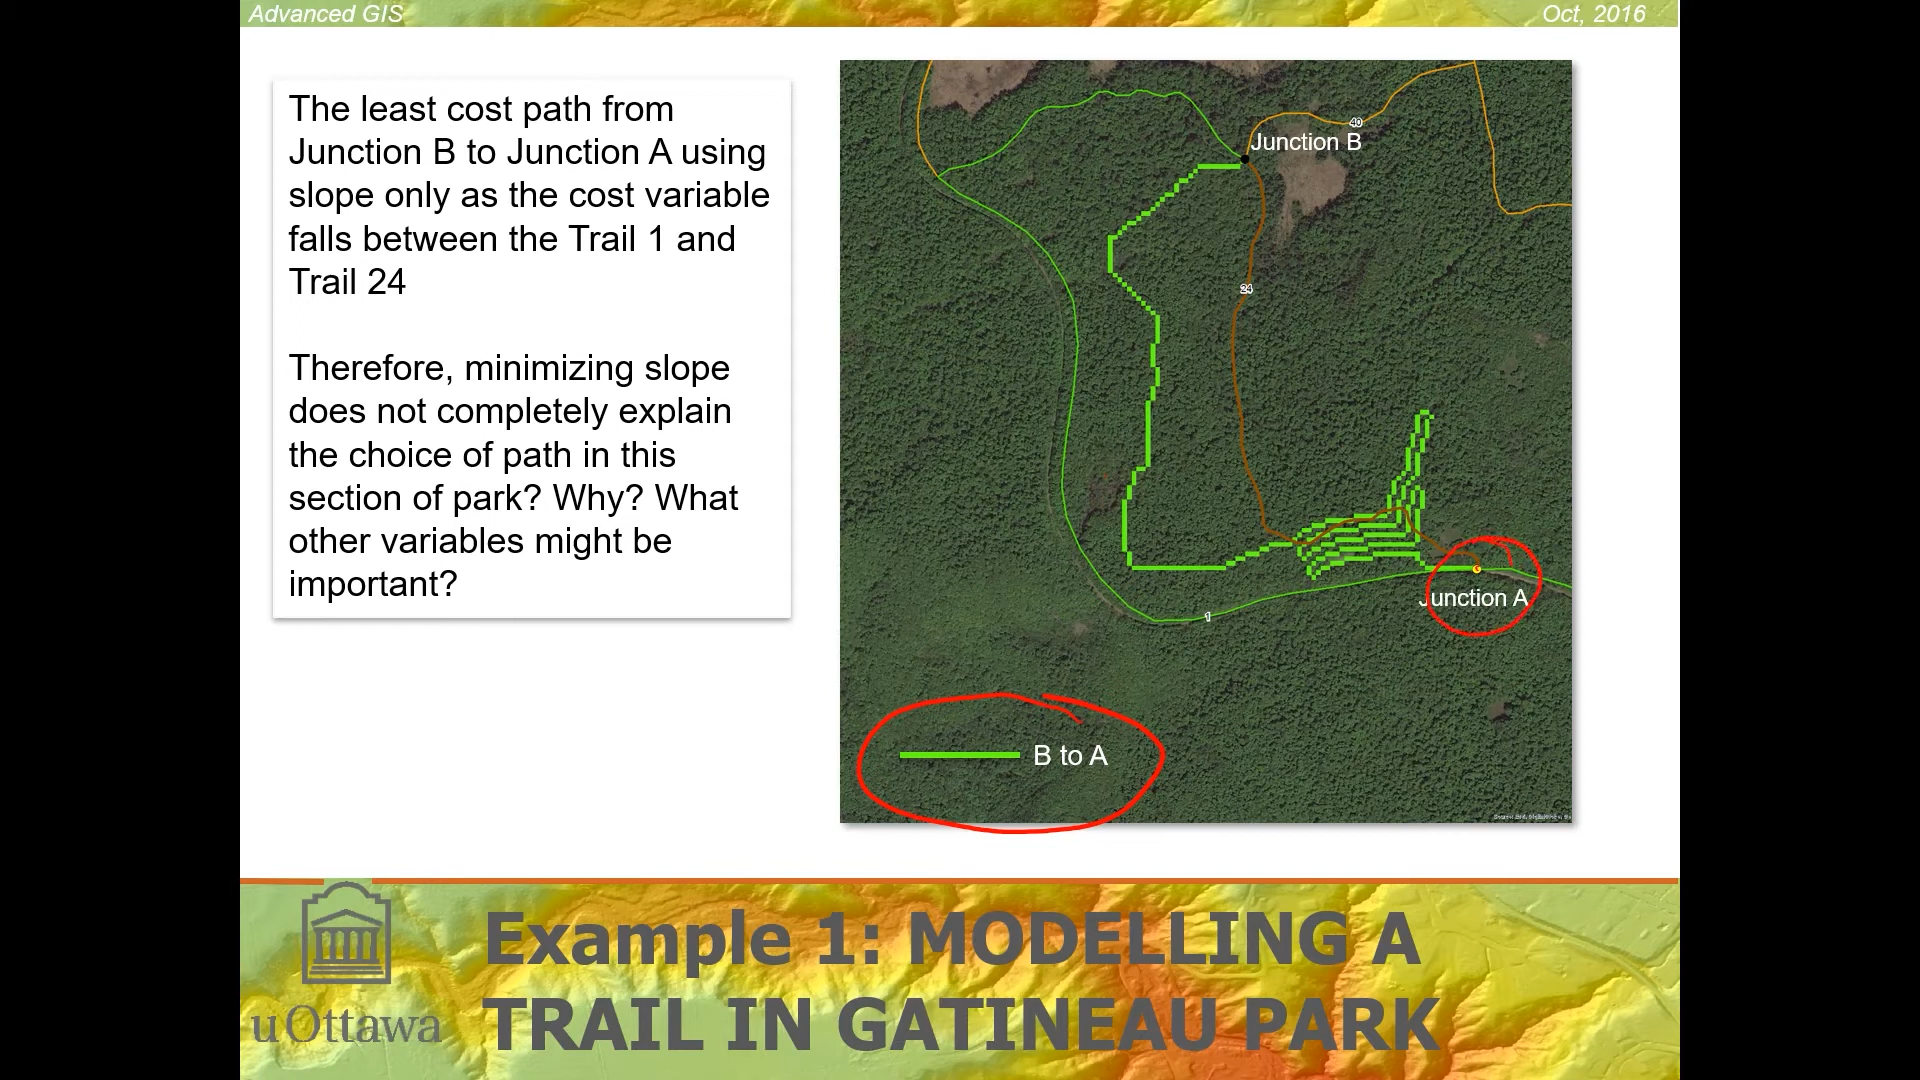 Advanced GIS
Oct, 2016
The least cost path from
Junction B to Junction A using
slope only as the cost variable
falls between the Trail 1 and
Trail 24
Therefore, minimizing slope
does not completely explain
the choice of path in this
section of park? Why? What
other variables might be
important?
40
Junction B
24
Junction A
1
B to A
uOttawa
Example 1: MODELLING A
TRAIL IN GATINEAU PARK